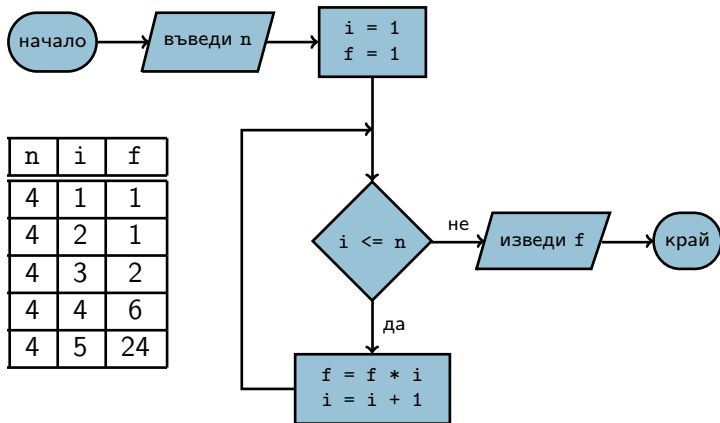 начало
въведи n
i = 1
f = 1
n i f
4 1 1
4 2 1
4 3 2
4 4 6
4 5 24
i <= n
не
изведи f
край
да
f = f * i
i = i + 1